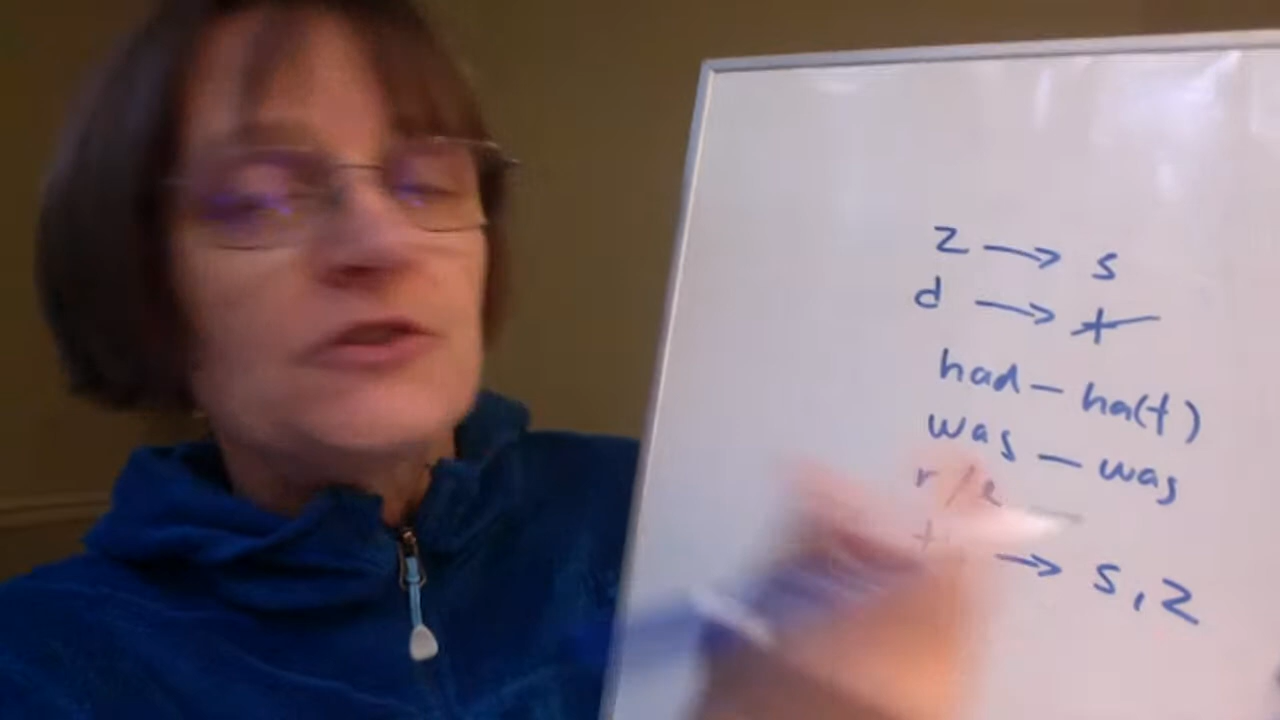 z → s
d → t
had – ha(t)
was – was
r /
→ s, z